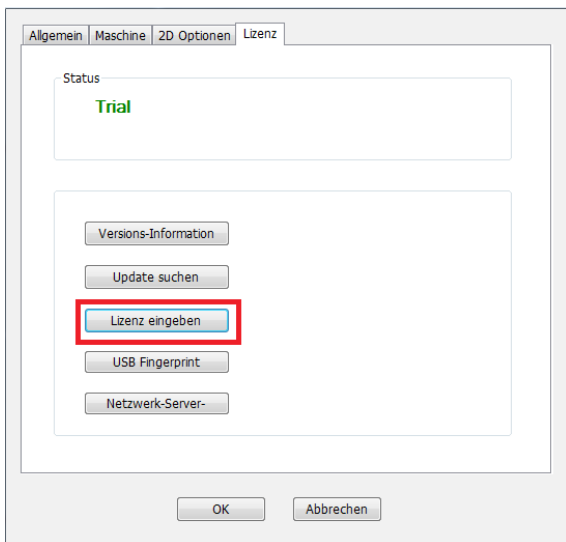 Allgemein Maschine 2D Optionen Lizenz
Status
Trial
Versions-Information
Update suchen
Lizenz eingeben
USB Fingerprint
Netzwerk-Server-
OK Abbrechen